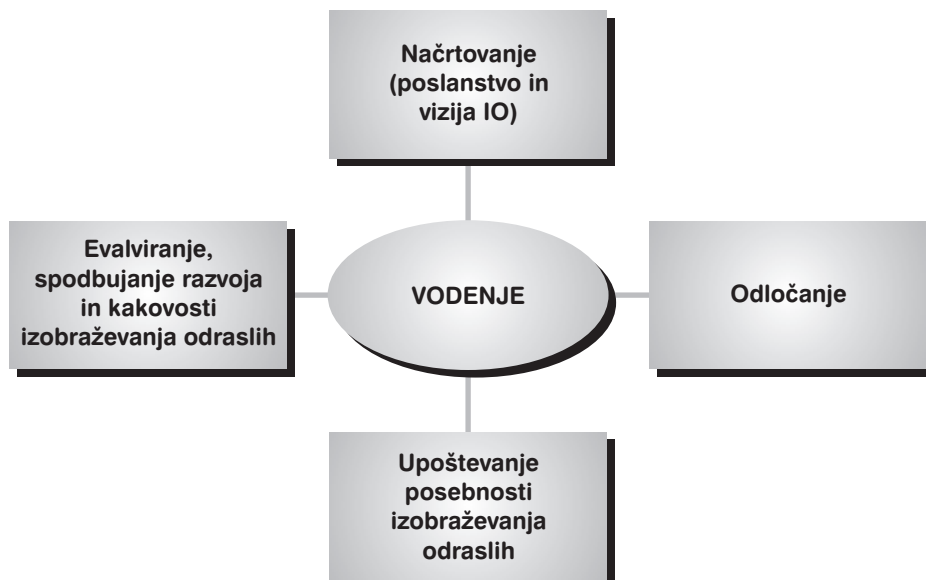 Načrtovanje
(poslanstvo in
vizija IO)
Evalviranje,
spodbujanje razvoja
in kakovosti
izobraževanja odraslih
VODENJE
Odločanje
Upoštevanje
posebnosti
izobraževanja
odraslih